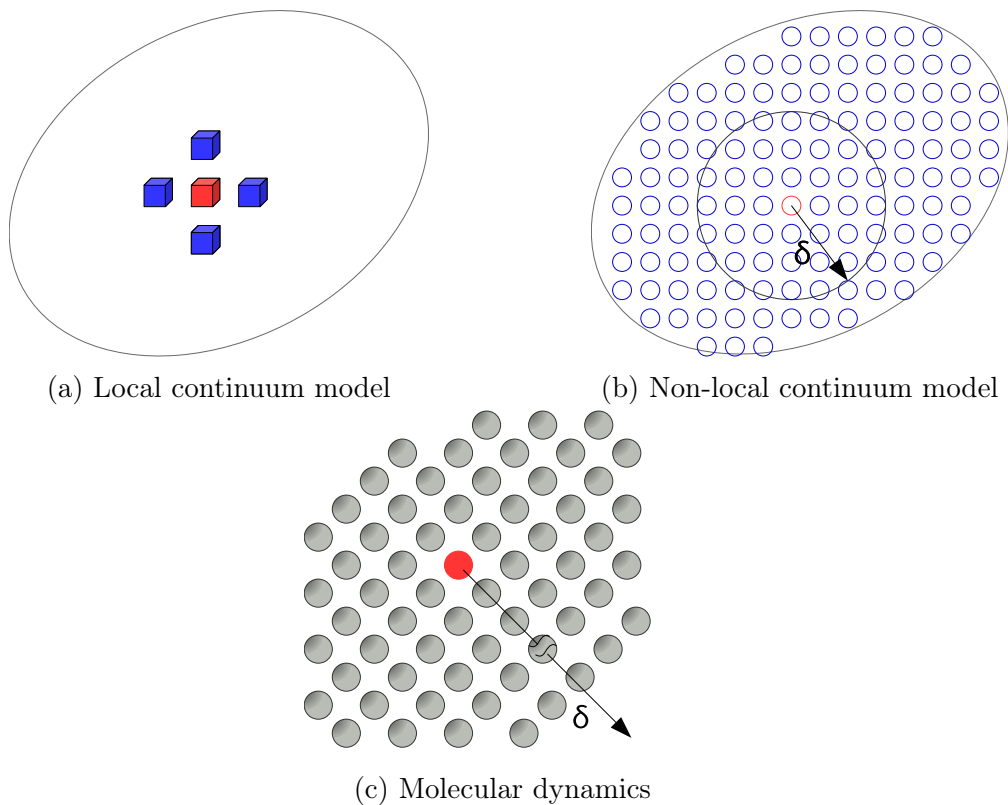 δ
(a) Local continuum model
(b) Non-local continuum model
δ
(c) Molecular dynamics